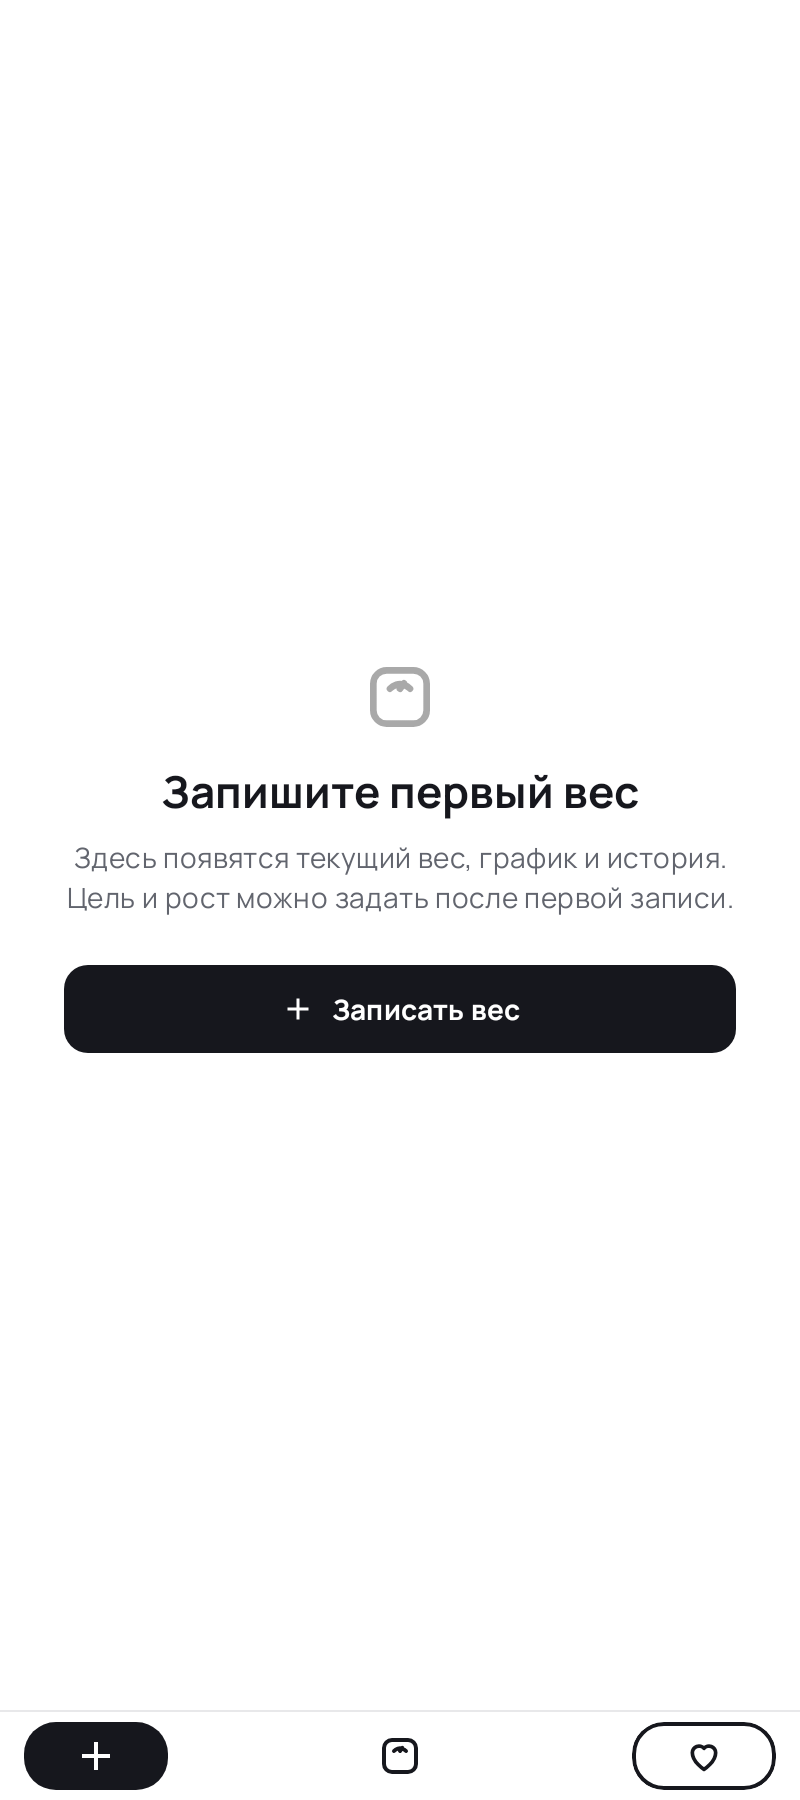 Запишите первый вес
Здесь появятся текущий вес, график и история.
Цель и рост можно задать после первой записи.
Записать вес